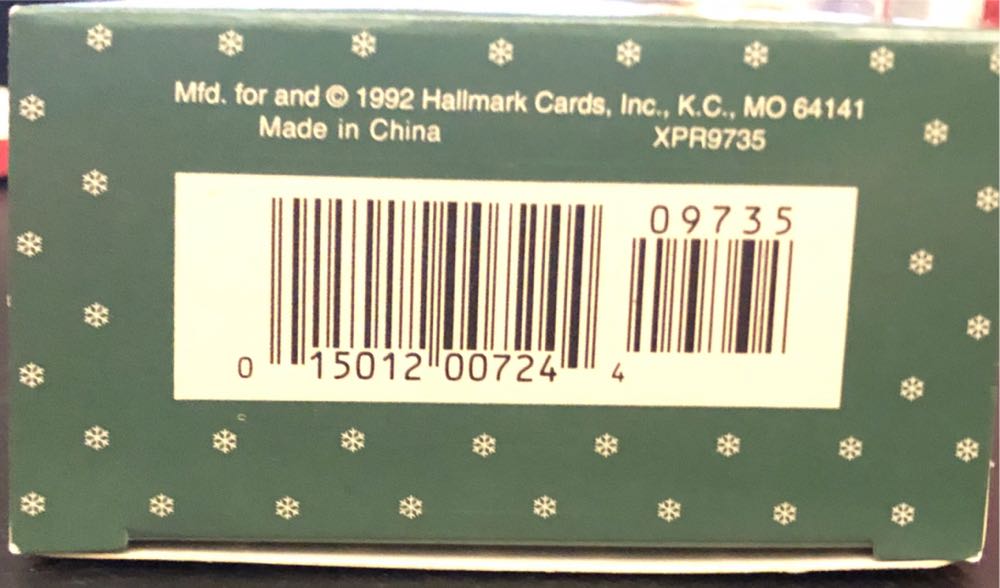 Mfd. for and © 1992 Hallmark Cards, Inc., K.C., MO 64141
Made in China XPR9735
09735
0 15012 00724 4